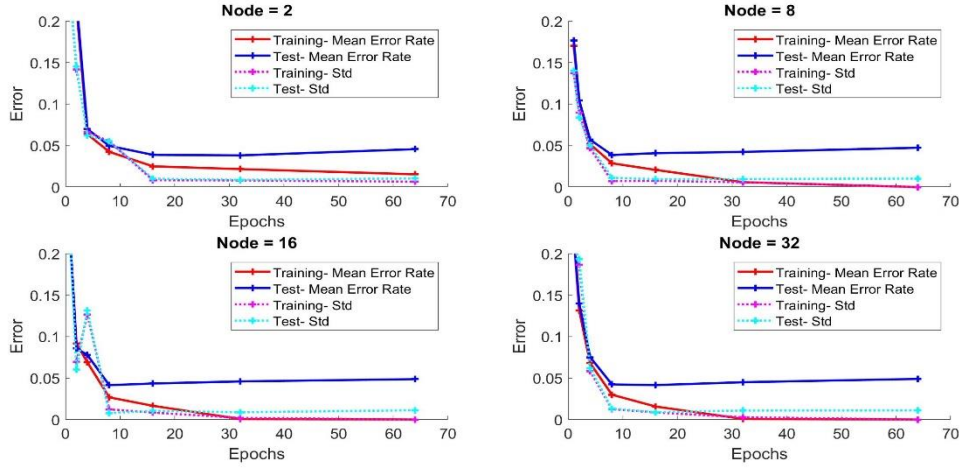 Node = 2
0.2
0.15
0.1
0.05
0
Error
Training- Mean Error Rate
Test- Mean Error Rate
Training- Std
Test- Std
0 10 20 30 40 50 60 70
Epochs
Node = 8
0.2
0.15
0.1
0.05
0
Error
Training- Mean Error Rate
Test- Mean Error Rate
Training- Std
Test- Std
0 10 20 30 40 50 60 70
Epochs
Node = 16
0.2
0.15
0.1
0.05
0
Error
Training- Mean Error Rate
Test- Mean Error Rate
Training- Std
Test- Std
0 10 20 30 40 50 60 70
Epochs
Node = 32
0.2
0.15
0.1
0.05
0
Error
Training- Mean Error Rate
Test- Mean Error Rate
Training- Std
Test- Std
0 10 20 30 40 50 60 70
Epochs